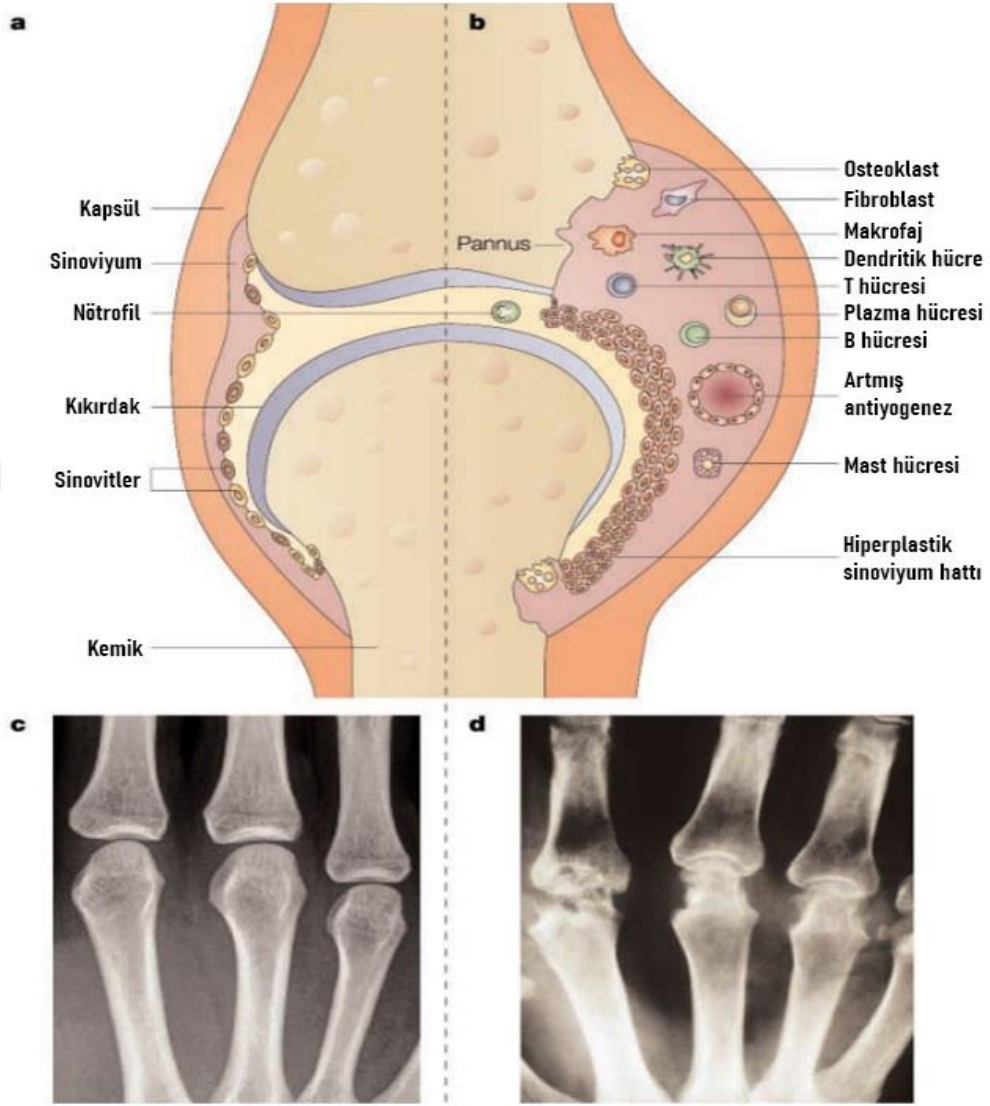 a
b
Kapsül
Sinoviyum
Nötrofil
Kıkırdak
Sinovitler
Kemik
Pannus
Osteoklast
Fibroblast
Makrofaj
Dendritik hücre
T hücresi
Plazma hücresi
B hücresi
Artmış
antiyogenez
Mast hücresi
Hiperplastik
sinoviyum hattı
c
d